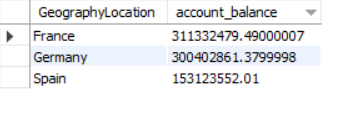 GeographyLocation account_balance
France 311332479.49000007
Germany 300402861.3799998
Spain 153123552.01